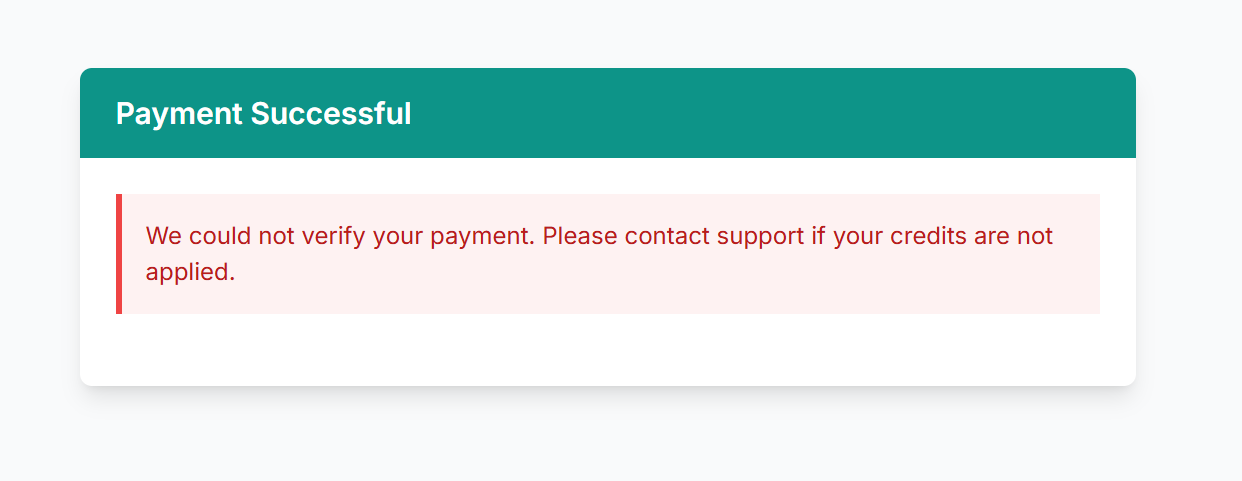 Payment Successful
We could not verify your payment. Please contact support if your credits are not
applied.